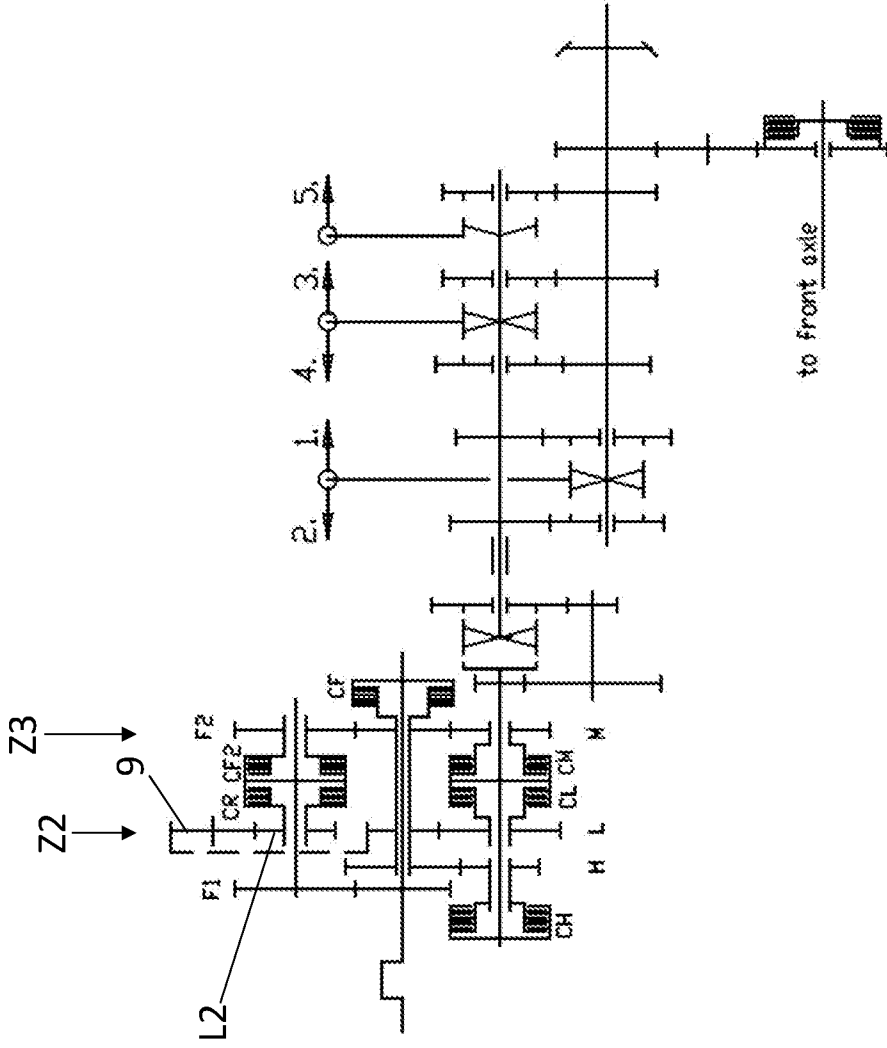 Z2 Z3
9
L2 F1 F2
CR CF2
2. 1. 4. 3. 5.
CF
CH CL CM
H L M
to front axle